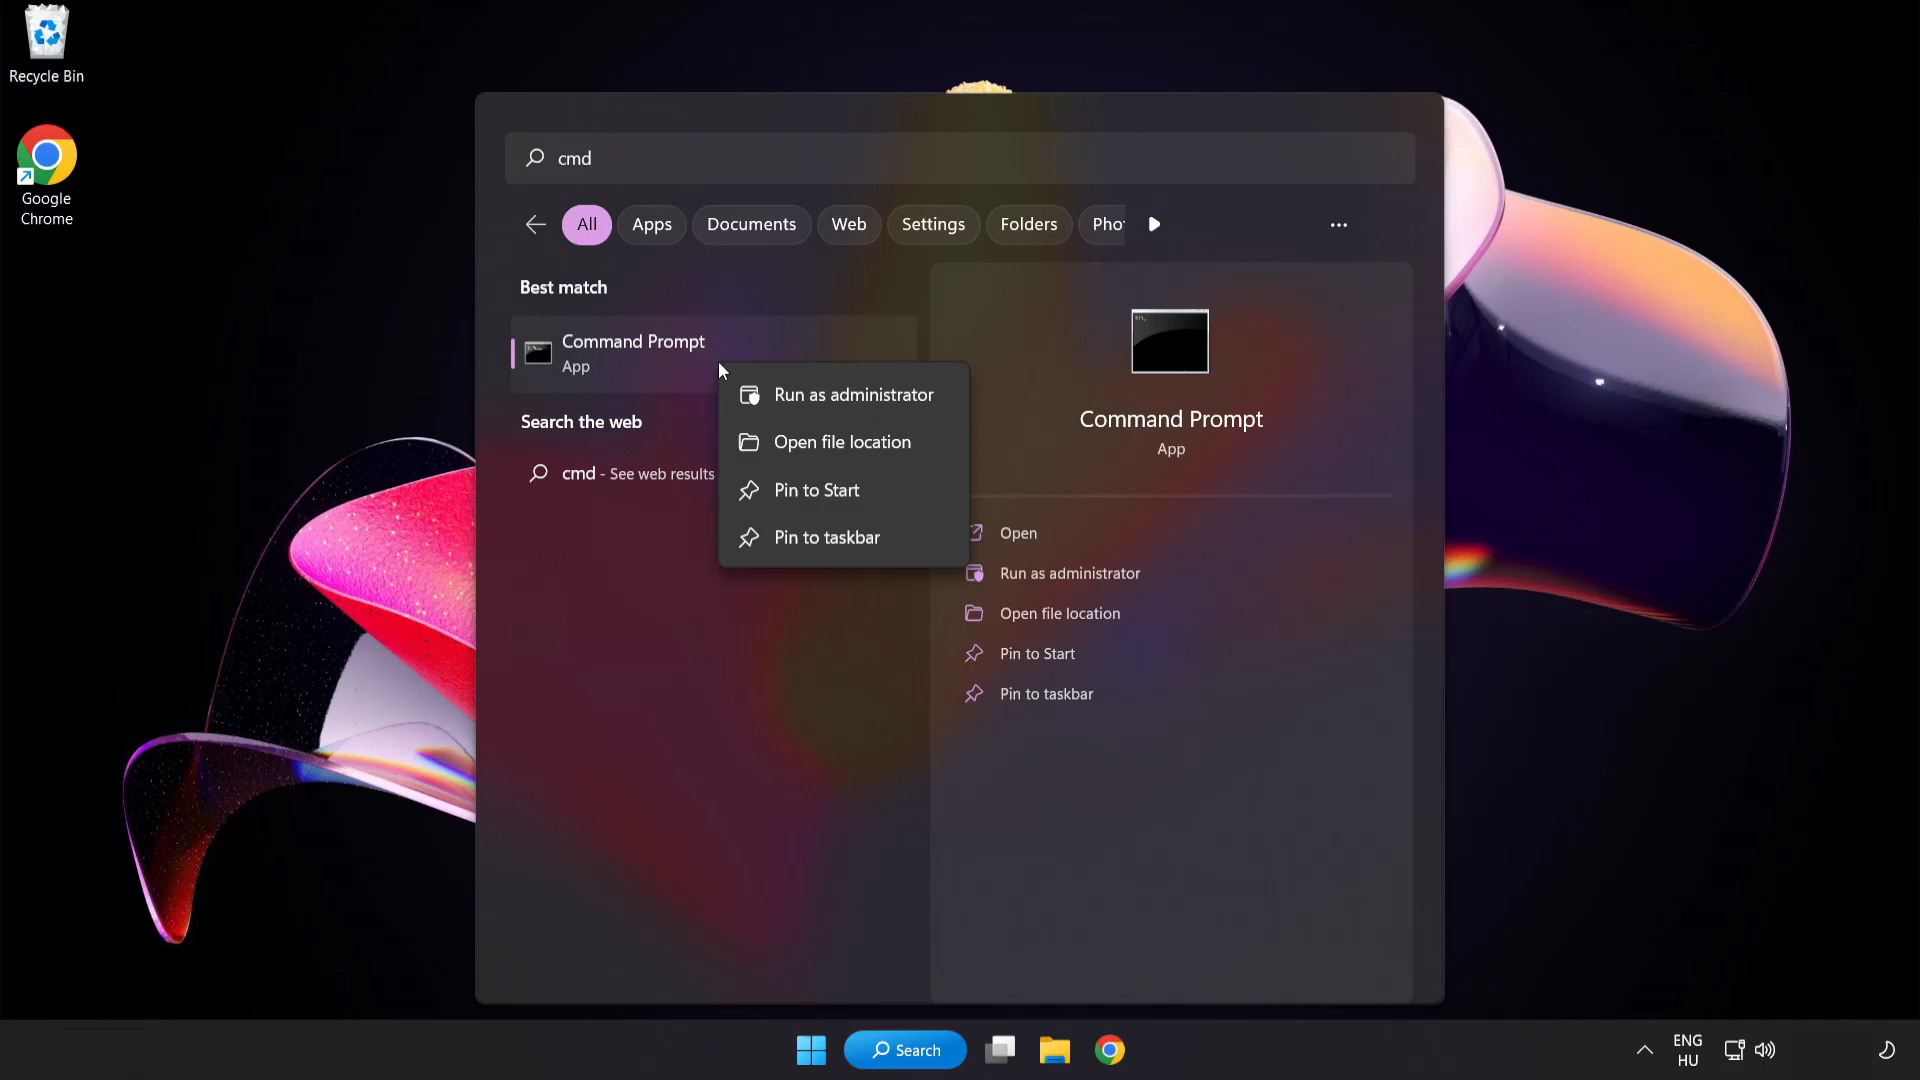 Recycle Bin
Google
Chrome
cmd
All
Apps
Documents
Web
Settings
Folders
Best match
Command Prompt
App
Search the web
cmd - See web results
Run as administrator
Open file location
Pin to Start
Pin to taskbar
Command Prompt
App
Open
Run as administrator
Open file location
Pin to Start
Pin to taskbar
Search
ENG
HU